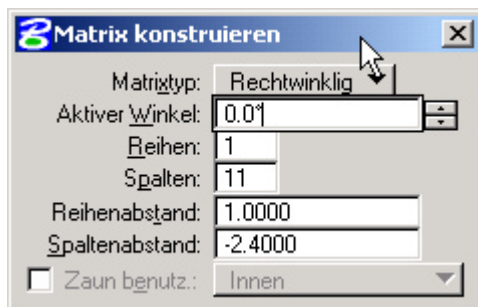 Matrix konstruieren
Matrixtyp: Rechtwinklig
Aktiver Winkel: 0.0°
Reihen: 1
Spalten: 11
Reihenabstand: 1.0000
Spaltenabstand: -2.4000
Zaun benutz.: Innen